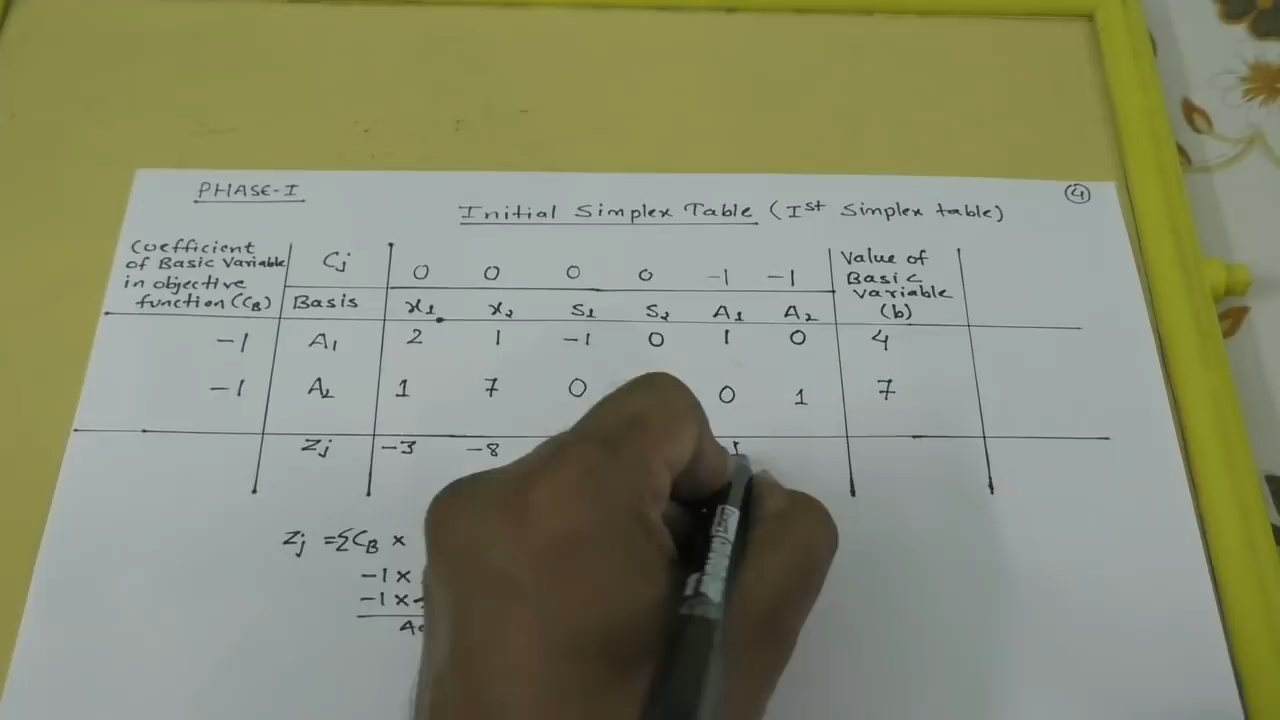 PHASE-I
④
Initial Simplex Table (Ist Simplex table)
Coefficient of Basic Variable in objective function (CB)
Cj 0 0 0 0 -1 -1
Value of Basic Variable (b)
Basis x1 x2 S1 S2 A1 A2
-1 A1 2 1 -1 0 1 0 4
-1 A2 1 7 0 0 1 7
Zj -3 -8
Zj = ΣCB ×
-1 ×
-1 ×